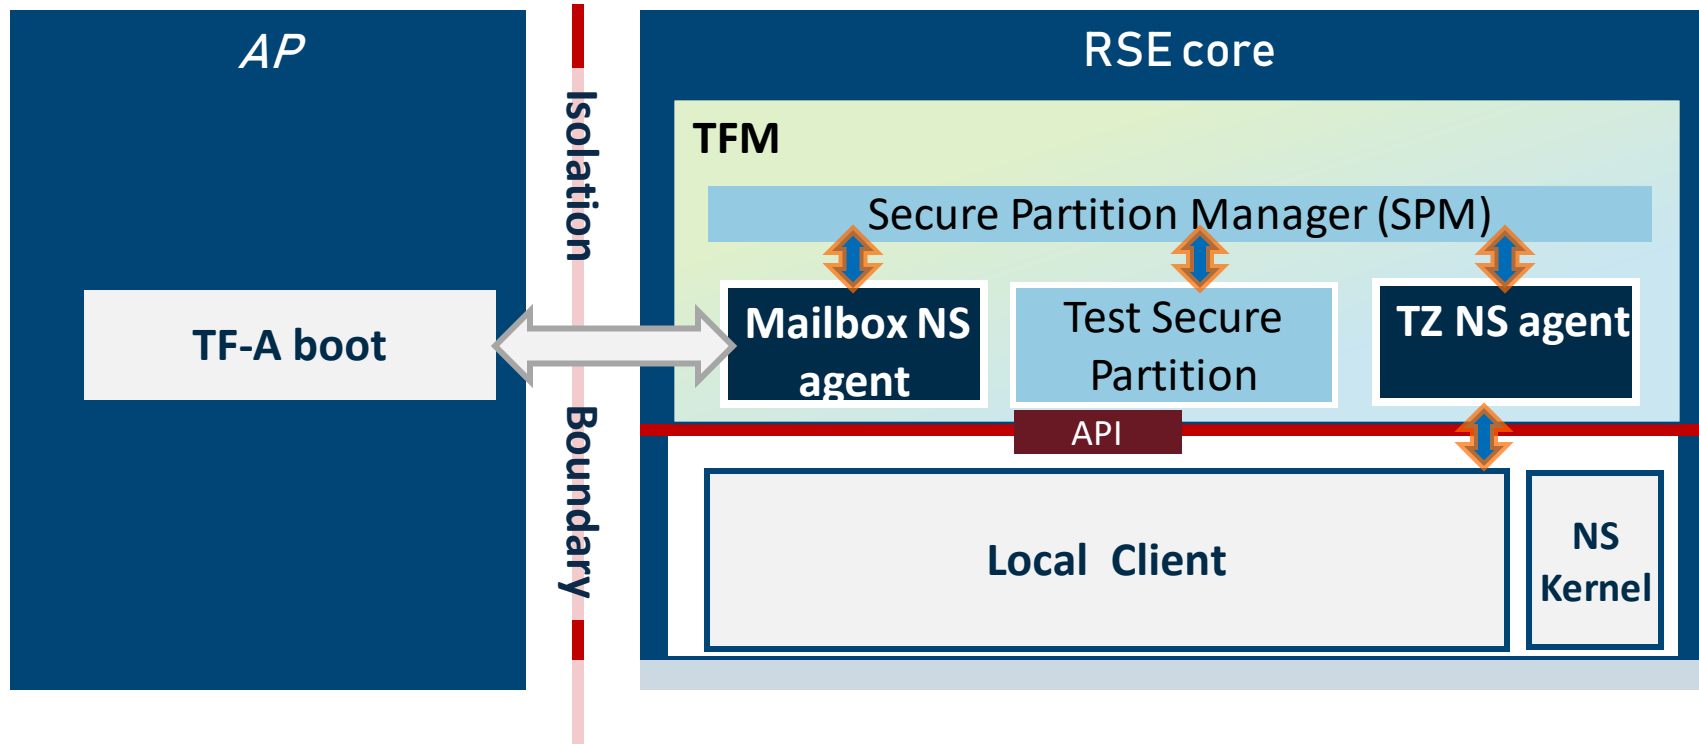 AP
Isolation Boundary
RSE core
TFM
Secure Partition Manager (SPM)
TF-A boot
Mailbox NS
agent
Test Secure
Partition
TZ NS agent
API
Local Client
NS
Kernel